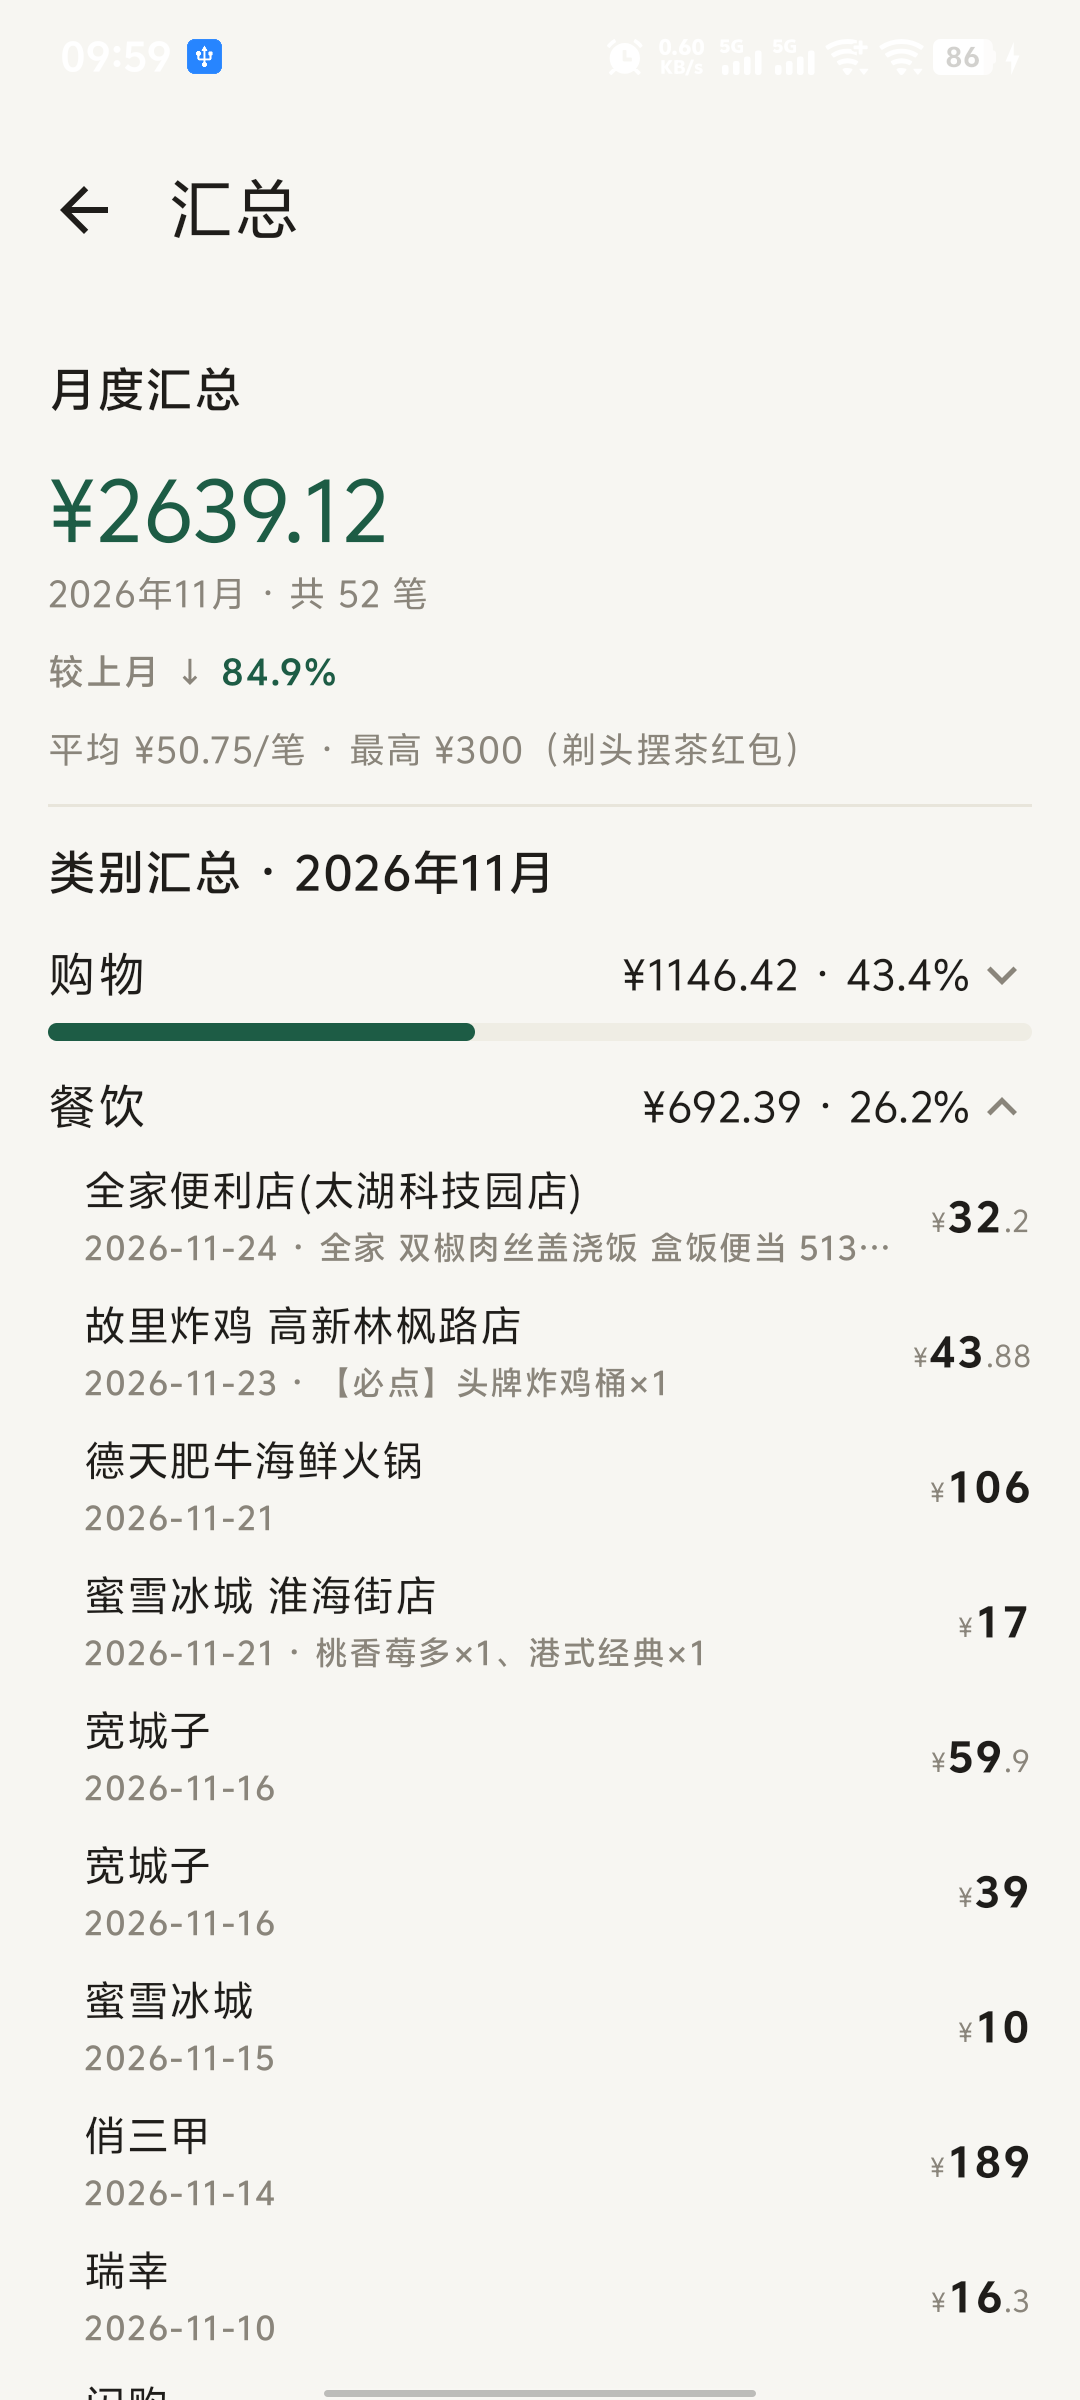 09:59
0.60 KB/s 5G 5G 86
汇总
月度汇总
¥2639.12
2026年11月 · 共 52 笔
较上月 ↓ 84.9%
平均 ¥50.75/笔 · 最高 ¥300（剃头摆茶红包）
类别汇总 · 2026年11月
购物 ¥1146.42 · 43.4%
餐饮 ¥692.39 · 26.2%
全家便利店(太湖科技园店)
2026-11-24 · 全家 双椒肉丝盖浇饭 盒饭便当 513… ¥32.2
故里炸鸡 高新林枫路店
2026-11-23 · 【必点】头牌炸鸡桶×1 ¥43.88
德天肥牛海鲜火锅
2026-11-21 ¥106
蜜雪冰城 淮海街店
2026-11-21 · 桃香莓多×1、港式经典×1 ¥17
宽城子
2026-11-16 ¥59.9
宽城子
2026-11-16 ¥39
蜜雪冰城
2026-11-15 ¥10
俏三甲
2026-11-14 ¥189
瑞幸
2026-11-10 ¥16.3
闪购